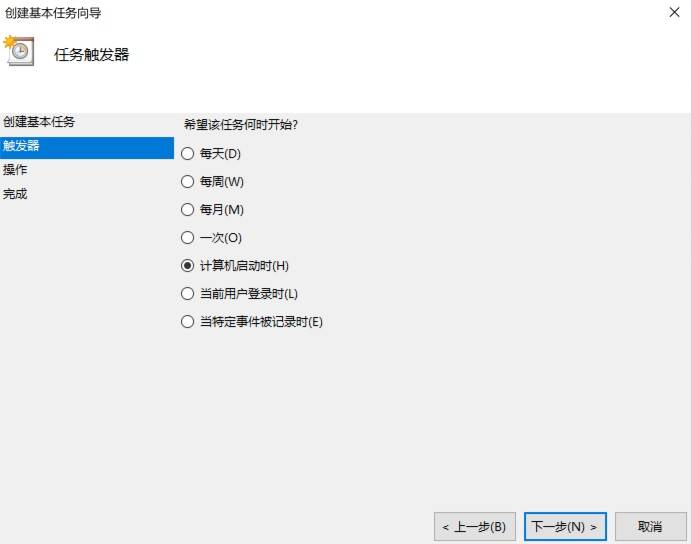 创建基本任务向导
任务触发器
创建基本任务
触发器
操作
完成
希望该任务何时开始?
每天(D)
每周(W)
每月(M)
一次(O)
计算机启动时(H)
当前用户登录时(L)
当特定事件被记录时(E)
< 上一步(B)
下一步(N) >
取消